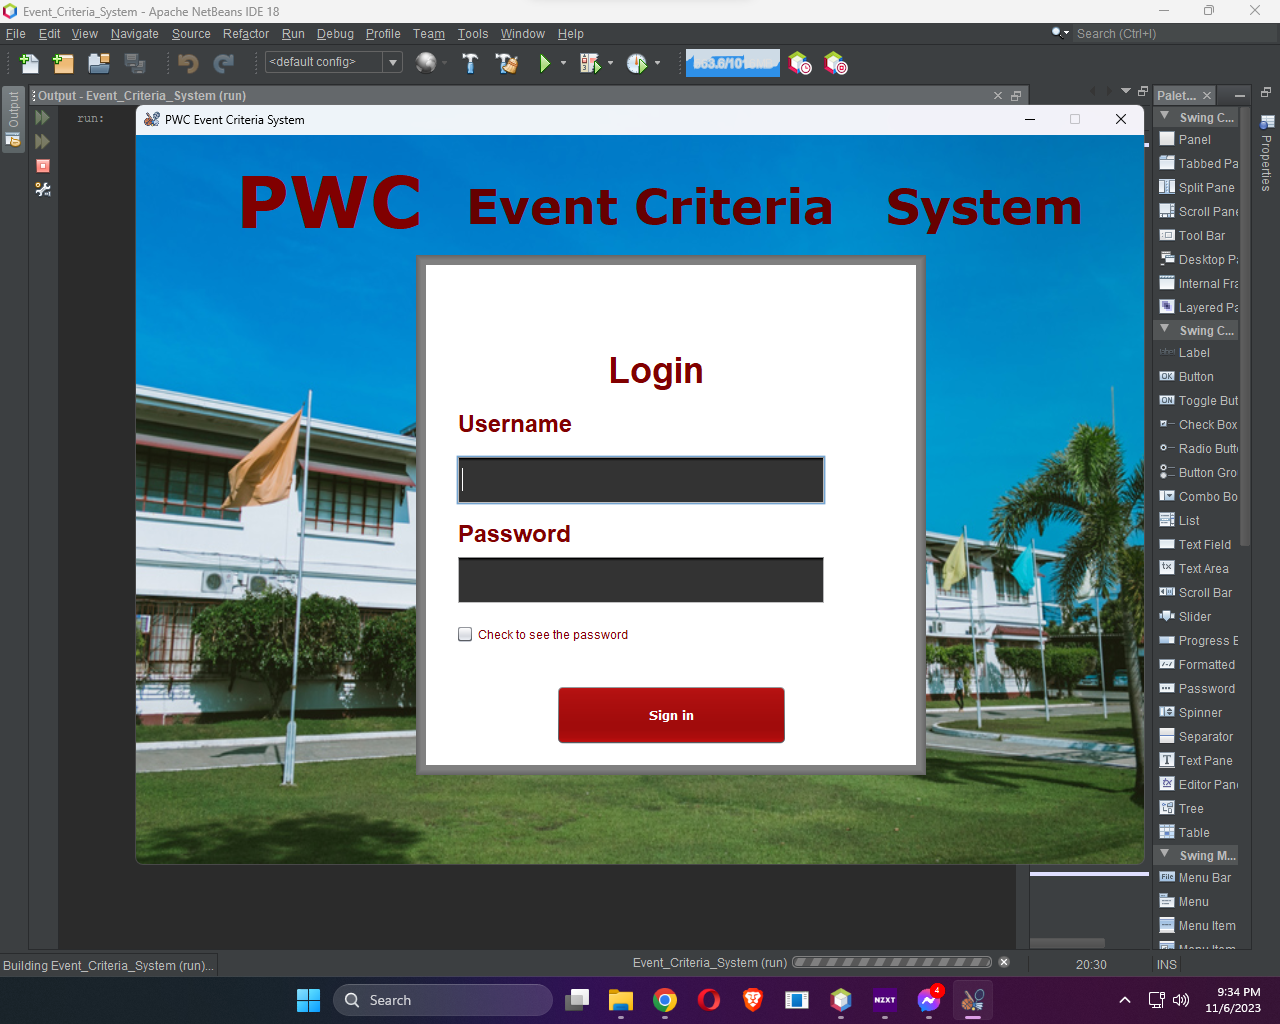 Event_Criteria_System - Apache NetBeans IDE 18
File Edit View Navigate Source Refactor Run Debug Profile Team Tools Window Help
Search (Ctrl+I)
<default config>
Output - Event_Criteria_System (run)
Palet...
Output
run:
PWC Event Criteria System
PWC Event Criteria System
Login
Username
Password
Check to see the password
Sign in
Swing C...
Panel
Tabbed Pa
Split Pane
Scroll Pane
Tool Bar
Desktop Pa
Internal Fra
Layered Pa
Swing C...
Label
Button
Toggle But
Check Box
Radio Butt
Button Gro
Combo Bo
List
Text Field
Text Area
Scroll Bar
Slider
Progress B
Formatted
Password
Spinner
Separator
Text Pane
Editor Pane
Tree
Table
Swing M...
Menu Bar
Menu
Menu Item
Properties
Building Event_Criteria_System (run)...
Event_Criteria_System (run)
20:30
INS
Search
NZXT
4
9:34 PM
11/6/2023